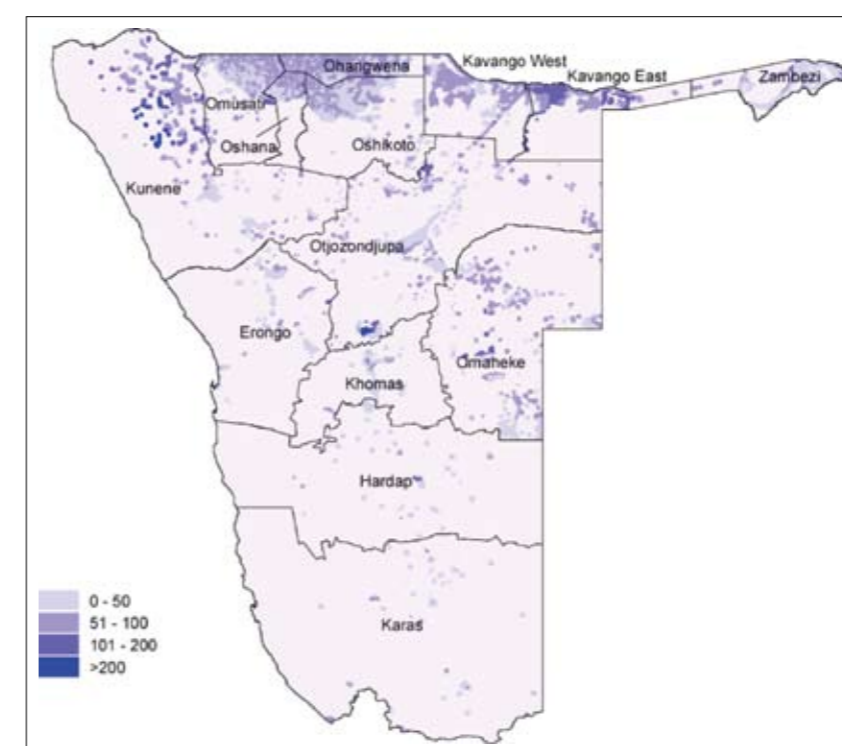 Ohangwena
Kavango West
Kavango East
Zambezi
Omusati
Oshana
Oshikoto
Kunene
Otjozondjupa
Erongo
Omaheke
Khomas
Hardap
Karas
0 - 50
51 - 100
101 - 200
>200